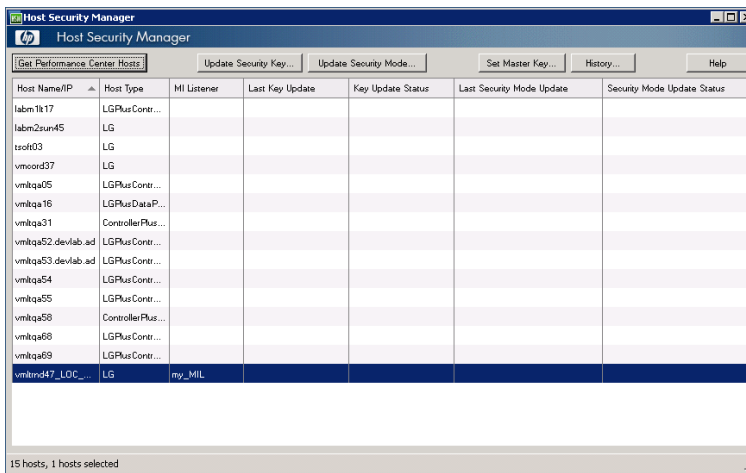 Host Security Manager
hp Host Security Manager
Get Performance Center Hosts Update Security Key... Update Security Mode... Set Master Key... History... Help
Host Name/IP Host Type MI Listener Last Key Update Key Update Status Last Security Mode Update Security Mode Update Status
labm1lt17 LGPlusContr...
labm2sun45 LG
tsoft03 LG
vmcord37 LG
vmltqa05 LGPlusContr...
vmltqa16 LGPlusDataP...
vmltqa31 ControllerPlus...
vmltqa52.devlab.ad LGPlusContr...
vmltqa53.devlab.ad LGPlusContr...
vmltqa54 LGPlusContr...
vmltqa55 LGPlusContr...
vmltqa58 ControllerPlus...
vmltqa68 LGPlusContr...
vmltqa69 LGPlusContr...
vmltrnd47_LOC_... LG my_MIL
15 hosts, 1 hosts selected